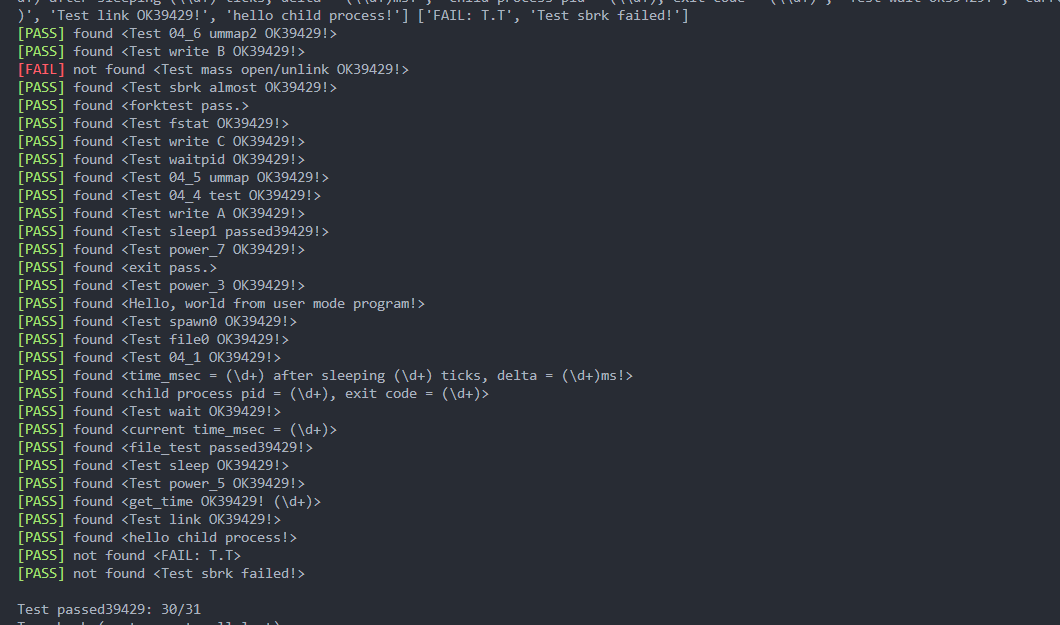 )', 'Test link OK39429!', 'hello child process!'] ['FAIL: T.T', 'Test sbrk failed!']
[PASS] found <Test 04_6 ummap2 OK39429!>
[PASS] found <Test write B OK39429!>
[FAIL] not found <Test mass open/unlink OK39429!>
[PASS] found <Test sbrk almost OK39429!>
[PASS] found <forktest pass.>
[PASS] found <Test fstat OK39429!>
[PASS] found <Test write C OK39429!>
[PASS] found <Test waitpid OK39429!>
[PASS] found <Test 04_5 ummap OK39429!>
[PASS] found <Test 04_4 test OK39429!>
[PASS] found <Test write A OK39429!>
[PASS] found <Test sleep1 passed39429!>
[PASS] found <Test power_7 OK39429!>
[PASS] found <exit pass.>
[PASS] found <Test power_3 OK39429!>
[PASS] found <Hello, world from user mode program!>
[PASS] found <Test spawn0 OK39429!>
[PASS] found <Test file0 OK39429!>
[PASS] found <Test 04_1 OK39429!>
[PASS] found <time_msec = (\d+) after sleeping (\d+) ticks, delta = (\d+)ms!>
[PASS] found <child process pid = (\d+), exit code = (\d+)>
[PASS] found <Test wait OK39429!>
[PASS] found <current time_msec = (\d+)>
[PASS] found <file_test passed39429!>
[PASS] found <Test sleep OK39429!>
[PASS] found <Test power_5 OK39429!>
[PASS] found <get_time OK39429! (\d+)>
[PASS] found <Test link OK39429!>
[PASS] found <hello child process!>
[PASS] not found <FAIL: T.T>
[PASS] not found <Test sbrk failed!>
Test passed39429: 30/31